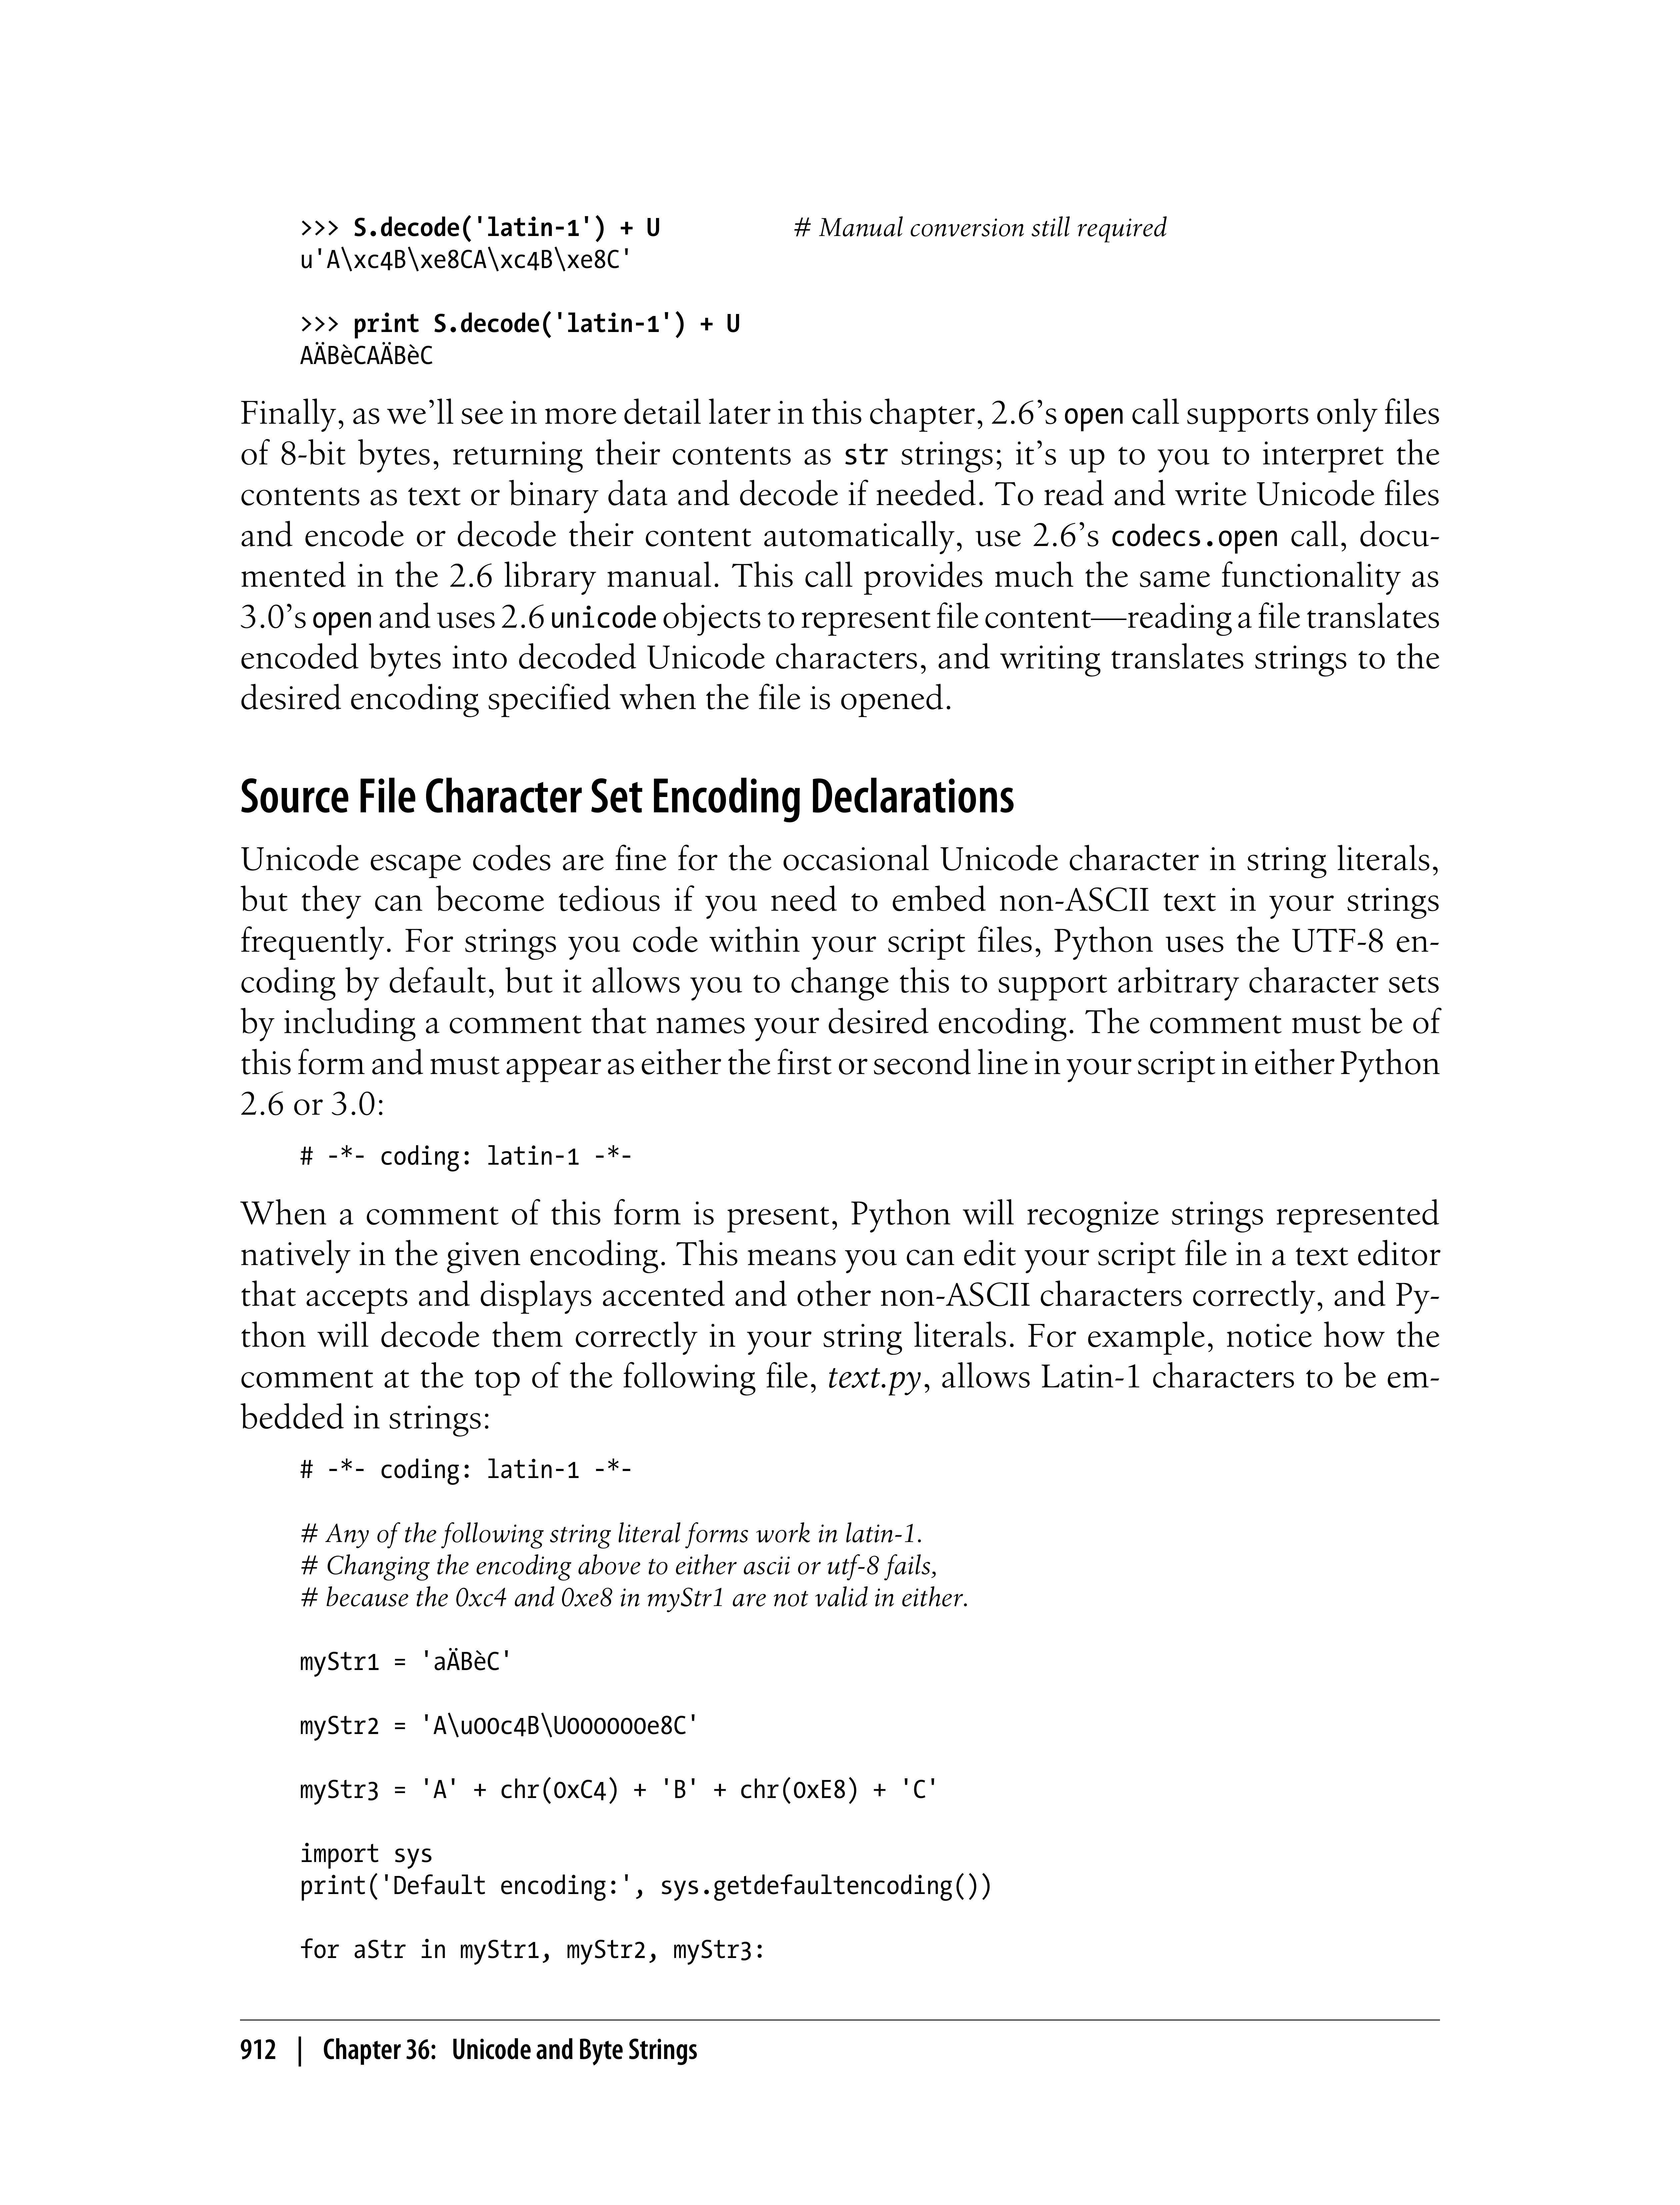 >>> S.decode('latin-1') + U # Manual conversion still required
u'A\xc4B\xe8CA\xc4B\xe8C'
>>> print S.decode('latin-1') + U
AÄBèCAÄBèC
Finally, as we’ll see in more detail later in this chapter, 2.6’s open call supports only files
of 8-bit bytes, returning their contents as str strings; it’s up to you to interpret the
contents as text or binary data and decode if needed. To read and write Unicode files
and encode or decode their content automatically, use 2.6’s codecs.open call, docu-
mented in the 2.6 library manual. This call provides much the same functionality as
3.0’s open and uses 2.6 unicode objects to represent file content—reading a file translates
encoded bytes into decoded Unicode characters, and writing translates strings to the
desired encoding specified when the file is opened.
Source File Character Set Encoding Declarations
Unicode escape codes are fine for the occasional Unicode character in string literals,
but they can become tedious if you need to embed non-ASCII text in your strings
frequently. For strings you code within your script files, Python uses the UTF-8 en-
coding by default, but it allows you to change this to support arbitrary character sets
by including a comment that names your desired encoding. The comment must be of
this form and must appear as either the first or second line in your script in either Python
2.6 or 3.0:
# -*- coding: latin-1 -*-
When a comment of this form is present, Python will recognize strings represented
natively in the given encoding. This means you can edit your script file in a text editor
that accepts and displays accented and other non-ASCII characters correctly, and Py-
thon will decode them correctly in your string literals. For example, notice how the
comment at the top of the following file, text.py, allows Latin-1 characters to be em-
bedded in strings:
# -*- coding: latin-1 -*-
# Any of the following string literal forms work in latin-1.
# Changing the encoding above to either ascii or utf-8 fails,
# because the 0xc4 and 0xe8 in myStr1 are not valid in either.
myStr1 = 'aÄBèC'
myStr2 = 'A\u00c4B\U000000e8C'
myStr3 = 'A' + chr(0xC4) + 'B' + chr(0xE8) + 'C'
import sys
print('Default encoding:', sys.getdefaultencoding())
for aStr in myStr1, myStr2, myStr3:
912 | Chapter 36: Unicode and Byte Strings